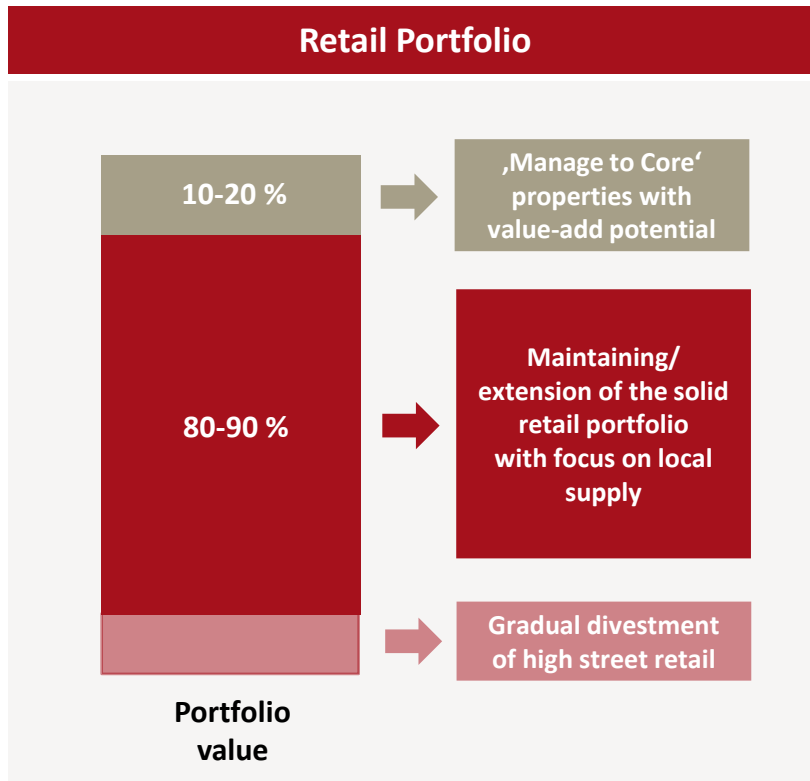 Retail Portfolio
10-20 %
‚Manage to Core‘
properties with
value-add potential
80-90 %
Maintaining/
extension of the solid
retail portfolio
with focus on local
supply
Gradual divestment
of high street retail
Portfolio
value